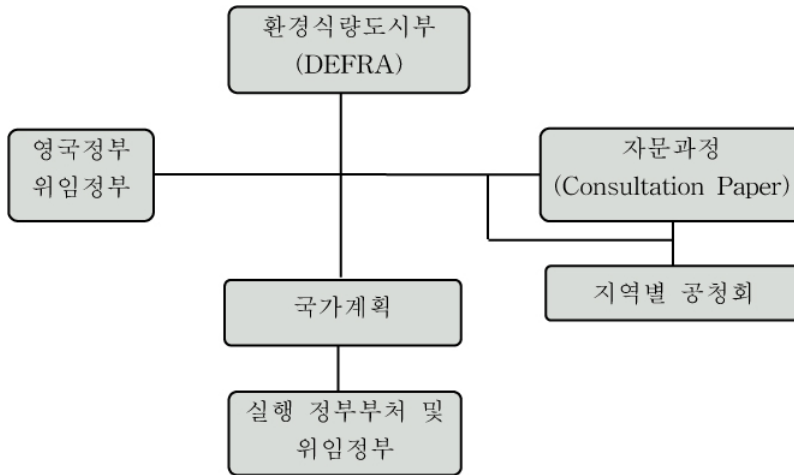 환경식량도시부
(DEFRA)
영국정부
위임정부
자문과정
(Consultation Paper)
지역별 공청회
국가계획
실행 정부부처 및
위임정부